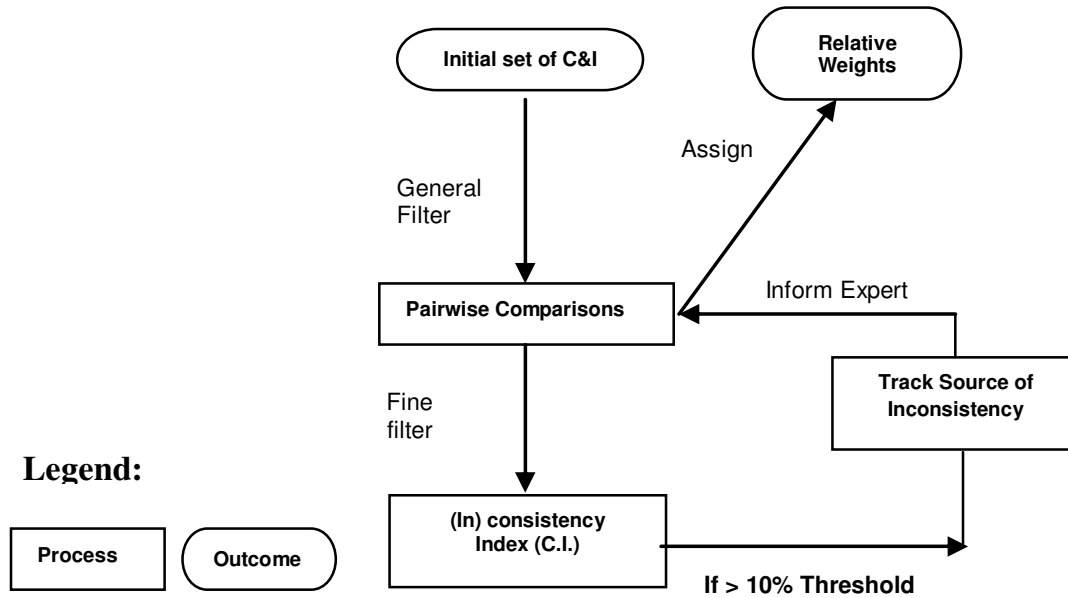 Initial set of C&I
Relative
Weights
Assign
General
Filter
Inform Expert
Pairwise Comparisons
Track Source of
Inconsistency
Fine
filter
Legend:
(In) consistency
Index (C.I.)
Process
Outcome
If > 10% Threshold